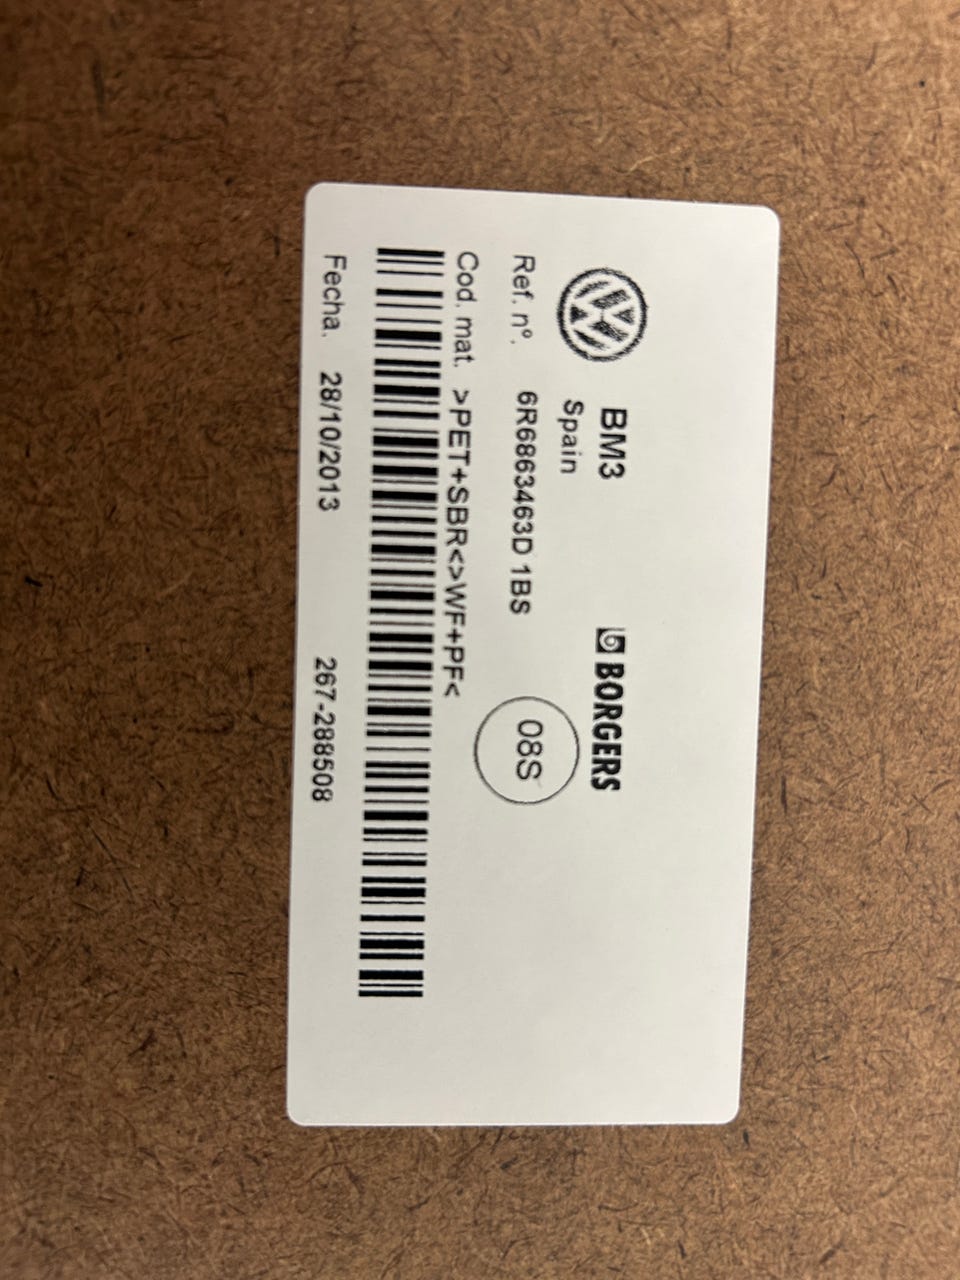 BM3 BORGERS
Spain
Ref. nº. 6R6863463D 1BS 08S
Cod. mat. >PET+SBR<>WF+PF<
Fecha. 28/10/2013 267-288508